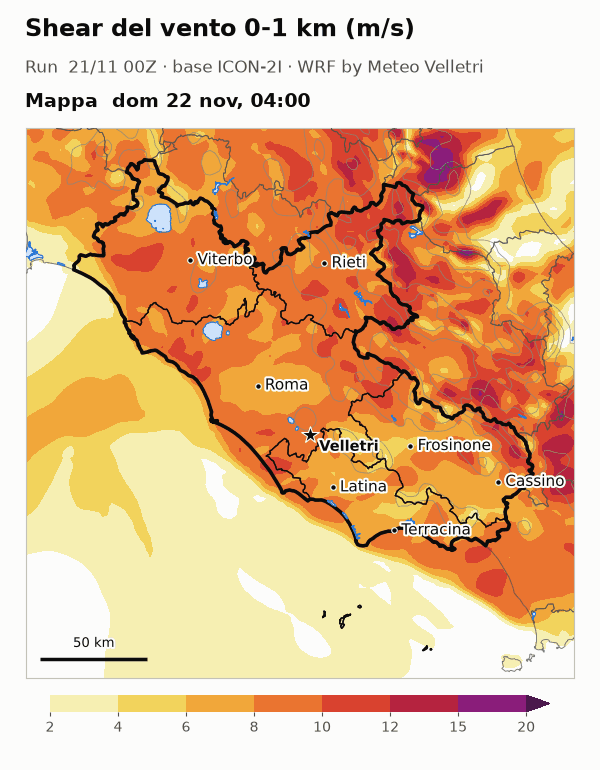 Shear del vento 0-1 km (m/s)
Run  21/11 00Z · base ICON-2I · WRF by Meteo Velletri
Mappa  dom 22 nov, 04:00
Viterbo
Rieti
Roma
Velletri
Frosinone
Latina
Cassino
Terracina
50 km
2 4 6 8 10 12 15 20